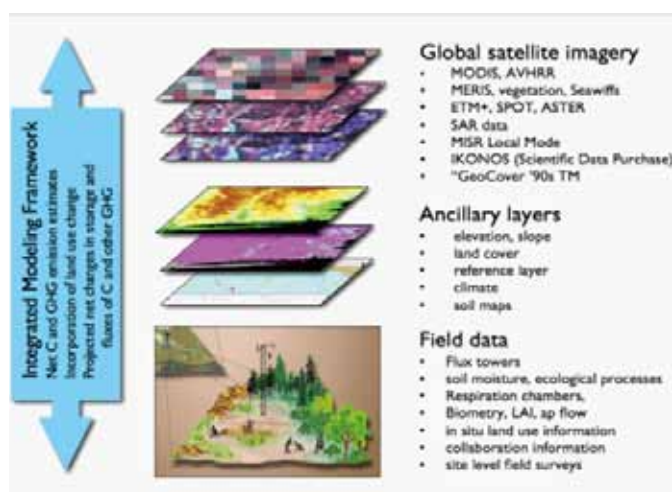 Integrated Modeling Framework
Net C and GHG emission estimates
Incorporation of land use change
Projected net changes in storage and
fluxes of C and other GHG
Global satellite imagery
• MODIS, AVHRR
• MERIS, vegetation, Seawiffs
• ETM+, SPOT, ASTER
• SAR data
• MISR Local Mode
• IKONOS (Scientific Data Purchase)
• "GeoCover '90s TM
Ancillary layers
• elevation, slope
• land cover
• reference layer
• climate
• soil maps
Field data
• Flux towers
• soil moisture, ecological processes
• Respiration chambers,
• Biometry, LAI, ap flow
• in situ land use information
• collaboration information
• site level field surveys